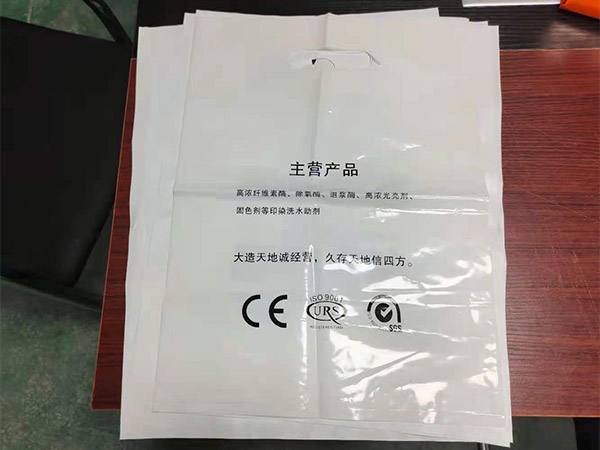 主营产品
高浓纤维素酶、除氧酶、退浆酶、高浓光亮剂、
固色剂等印染洗水助剂
大造天地诚经营，久存天地信四方。
CE
ISO 9001
URS
REGISTERED FIRM
SGS